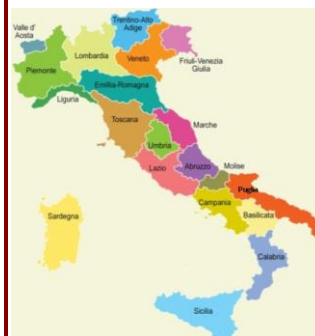 Trentino-Alto
Adige
Valle d'
Aosta
Lombardia
Veneto
Friuli-Venezia
Giulia
Piemonte
Emilia-Romagna
Liguria
Toscana
Marche
Umbria
Lazio
Abruzzo
Molise
Puglia
Campania
Basilicata
Sardegna
Calabria
Sicilia